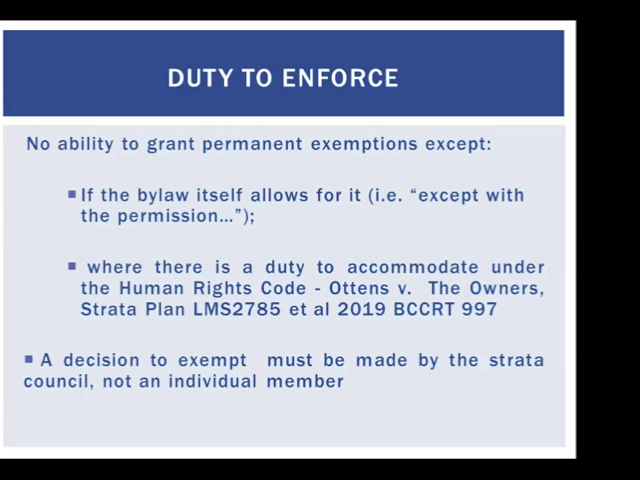 DUTY TO ENFORCE
No ability to grant permanent exemptions except:
▪ If the bylaw itself allows for it (i.e. “except with
the permission...”);
▪ where there is a duty to accommodate under
the Human Rights Code - Ottens v. The Owners,
Strata Plan LMS2785 et al 2019 BCCRT 997
▪ A decision to exempt must be made by the strata
council, not an individual member